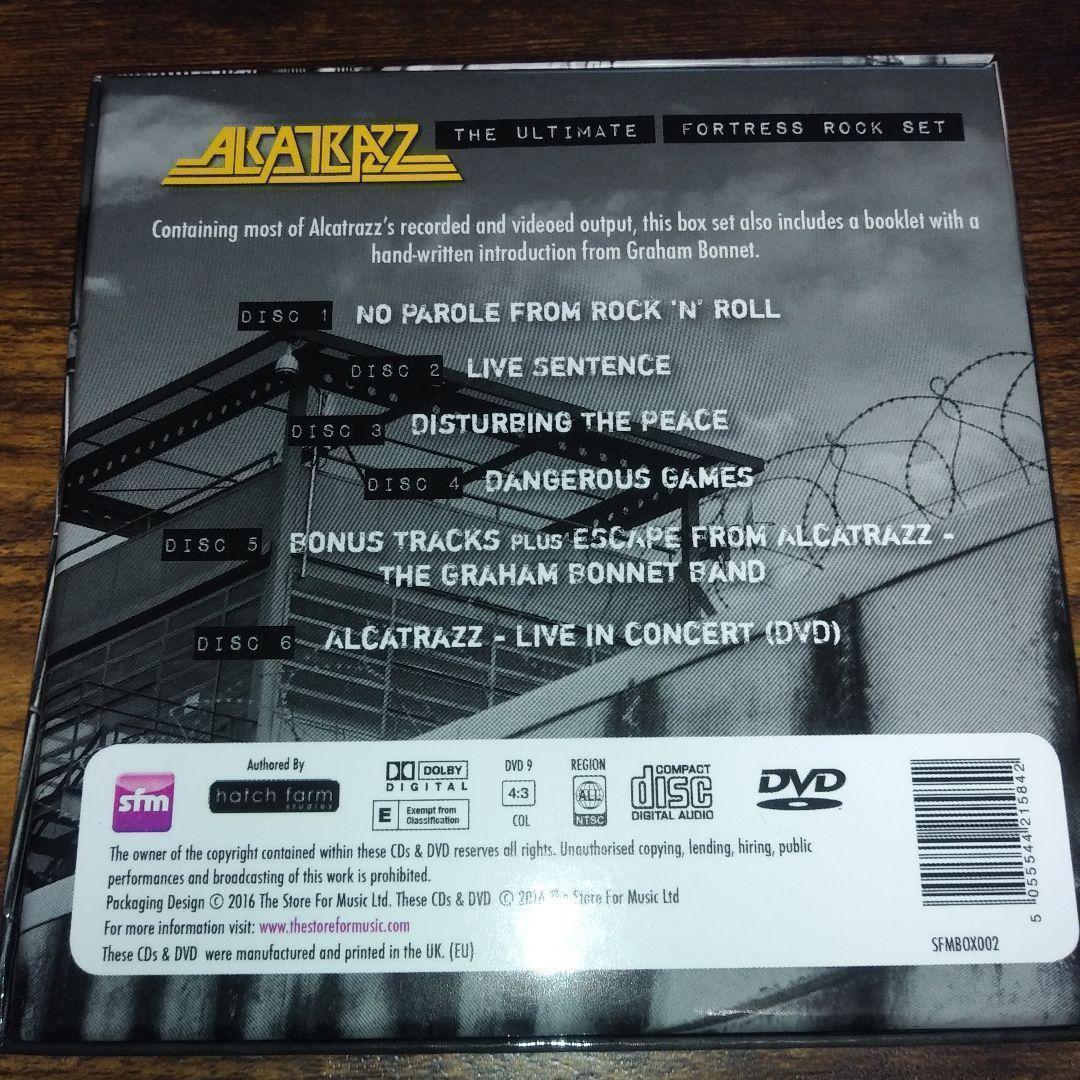 ALCATRAZZ THE ULTIMATE FORTRESS ROCK SET
Containing most of Alcatrazz's recorded and videoed output, this box set also includes a booklet with a
hand-written introduction from Graham Bonnet.
DISC 1 NO PAROLE FROM ROCK 'N' ROLL
DISC 2 LIVE SENTENCE
DISC 3 DISTURBING THE PEACE
DISC 4 DANGEROUS GAMES
DISC 5 BONUS TRACKS PLUS ESCAPE FROM ALCATRAZZ -
THE GRAHAM BONNET BAND
DISC 6 ALCATRAZZ - LIVE IN CONCERT (DVD)
sfm
Authored By
hatch farm
studios
DOLBY
DIGITAL
E Exempt from
Classification
DVD 9
4:3
COL
REGION
ALL
NTSC
COMPACT
disc
DIGITAL AUDIO
DVD
The owner of the copyright contained within these CDs & DVD reserves all rights. Unauthorised copying, lending, hiring, public
performances and broadcasting of this work is prohibited.
Packaging Design © 2016 The Store For Music Ltd. These CDs & DVD © 2016 The Store For Music Ltd
For more information visit: www.thestoreformusic.com
These CDs & DVD were manufactured and printed in the UK. (EU)
5 055544 215842
SFMBOX002